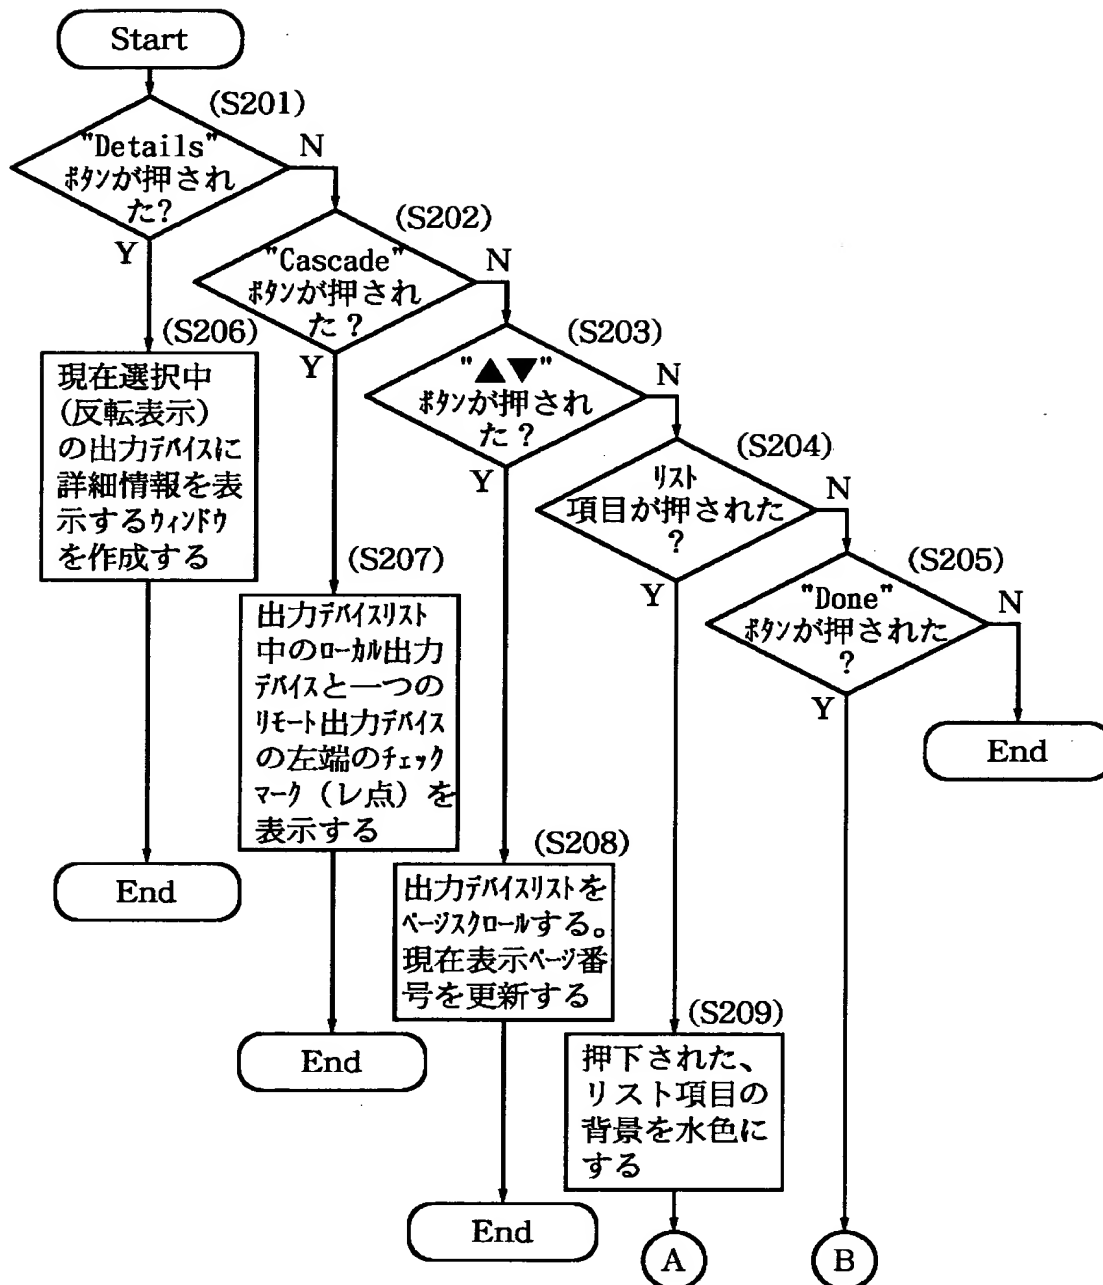 Start
(S201)
"Details"
ﾎﾞﾀﾝが押され
た?
N
Y
(S202)
"Cascade"
ﾎﾞﾀﾝが押され
た？
N
Y
(S206)
現在選択中
(反転表示)
の出力ﾃﾞﾊﾞｲｽに
詳細情報を表
示するｳｨﾝﾄﾞｳ
を作成する
End
(S203)
"▲▼"
ﾎﾞﾀﾝが押され
た？
N
Y
(S207)
出力ﾃﾞﾊﾞｲｽﾘｽﾄ
中のﾛｰｶﾙ出力
ﾃﾞﾊﾞｲｽと一つの
ﾘﾓｰﾄ出力ﾃﾞﾊﾞｲｽ
の左端のﾁｪｯｸ
ﾏｰｸ（レ点）を
表示する
End
(S204)
ﾘｽﾄ
項目が押された
？
N
Y
(S208)
出力ﾃﾞﾊﾞｲｽﾘｽﾄを
ﾍﾟｰｼﾞｽｸﾛｰﾙする。
現在表示ﾍﾟｰｼﾞ番
号を更新する
End
(S205)
"Done"
ﾎﾞﾀﾝが押された
？
N
Y
End
(S209)
押下された、
リスト項目の
背景を水色に
する
A
B